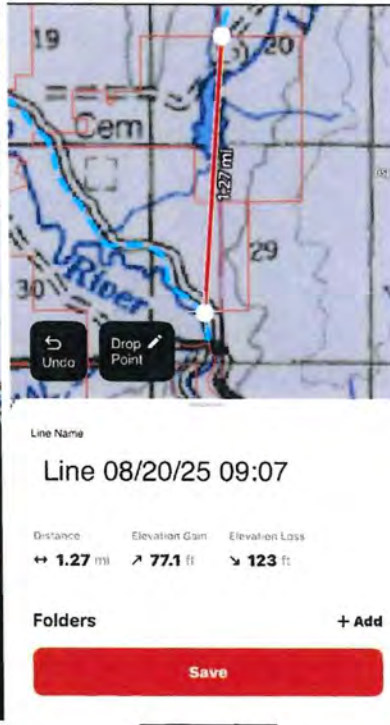 19
20
Cem
1.27 mi
29
30
River
Undo
Drop
Point
Line Name
Line 08/20/25 09:07
Distance
Elevation Gain
Elevation Loss
↔ 1.27 mi
↗ 77.1 ft
↘ 123 ft
Folders
+ Add
Save